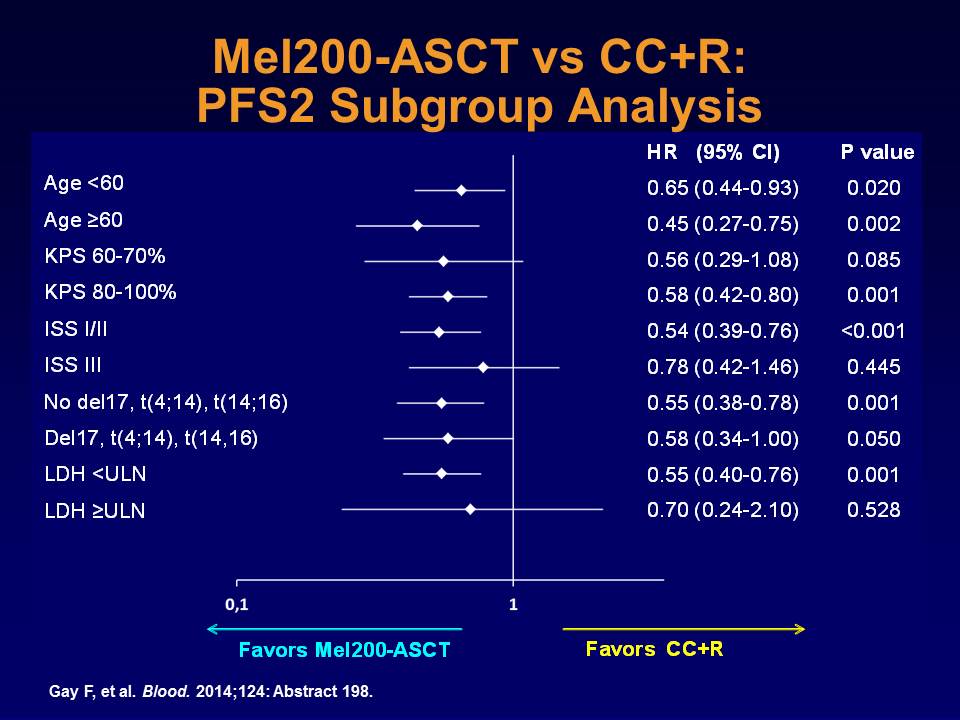 Mel200-ASCT vs CC+R:
PFS2 Subgroup Analysis
HR (95% CI) P value
Age <60 0.65 (0.44-0.93) 0.020
Age ≥60 0.45 (0.27-0.75) 0.002
KPS 60-70% 0.56 (0.29-1.08) 0.085
KPS 80-100% 0.58 (0.42-0.80) 0.001
ISS I/II 0.54 (0.39-0.76) <0.001
ISS III 0.78 (0.42-1.46) 0.445
No del17, t(4;14), t(14;16) 0.55 (0.38-0.78) 0.001
Del17, t(4;14), t(14,16) 0.58 (0.34-1.00) 0.050
LDH <ULN 0.55 (0.40-0.76) 0.001
LDH ≥ULN 0.70 (0.24-2.10) 0.528
0,1 1
Favors Mel200-ASCT Favors CC+R
Gay F, et al. Blood. 2014;124: Abstract 198.